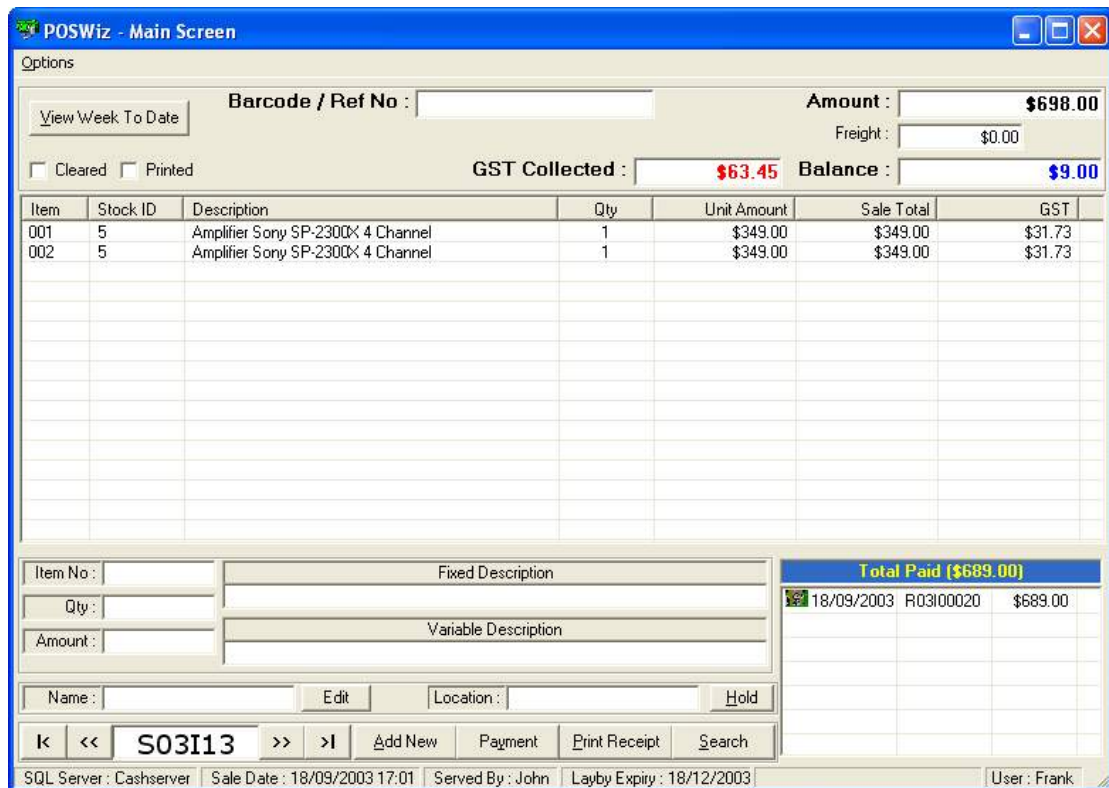 POSWiz - Main Screen
Options
View Week To Date
Barcode / Ref No :
Amount : $698.00
Freight : $0.00
Cleared Printed
GST Collected : $63.45 Balance : $9.00
Item Stock ID Description Qty Unit Amount Sale Total GST
001 5 Amplifier Sony SP-2300X 4 Channel 1 $349.00 $349.00 $31.73
002 5 Amplifier Sony SP-2300X 4 Channel 1 $349.00 $349.00 $31.73
Item No :
Qty :
Amount :
Fixed Description
Variable Description
Total Paid ($689.00)
18/09/2003 R03I00020 $689.00
Name : Edit Location : Hold
|< << S03I13 >> >| Add New Payment Print Receipt Search
SQL Server : Cashserver Sale Date : 18/09/2003 17:01 Served By : John Layby Expiry : 18/12/2003 User : Frank